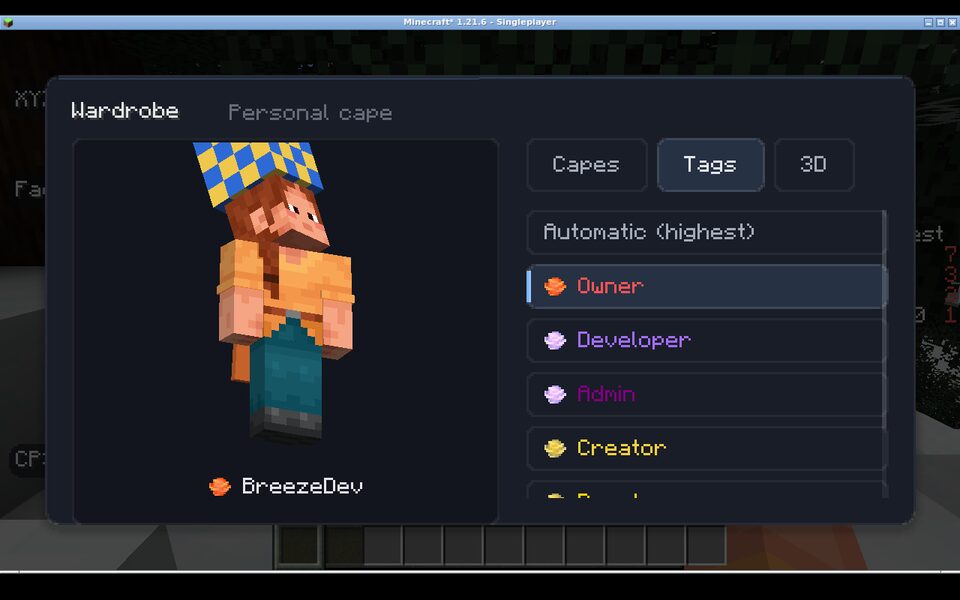 Minecraft* 1.21.6 - Singleplayer
Wardrobe
Personal cape
Capes
Tags
3D
Automatic (highest)
Owner
Developer
Admin
Creator
BreezeDev